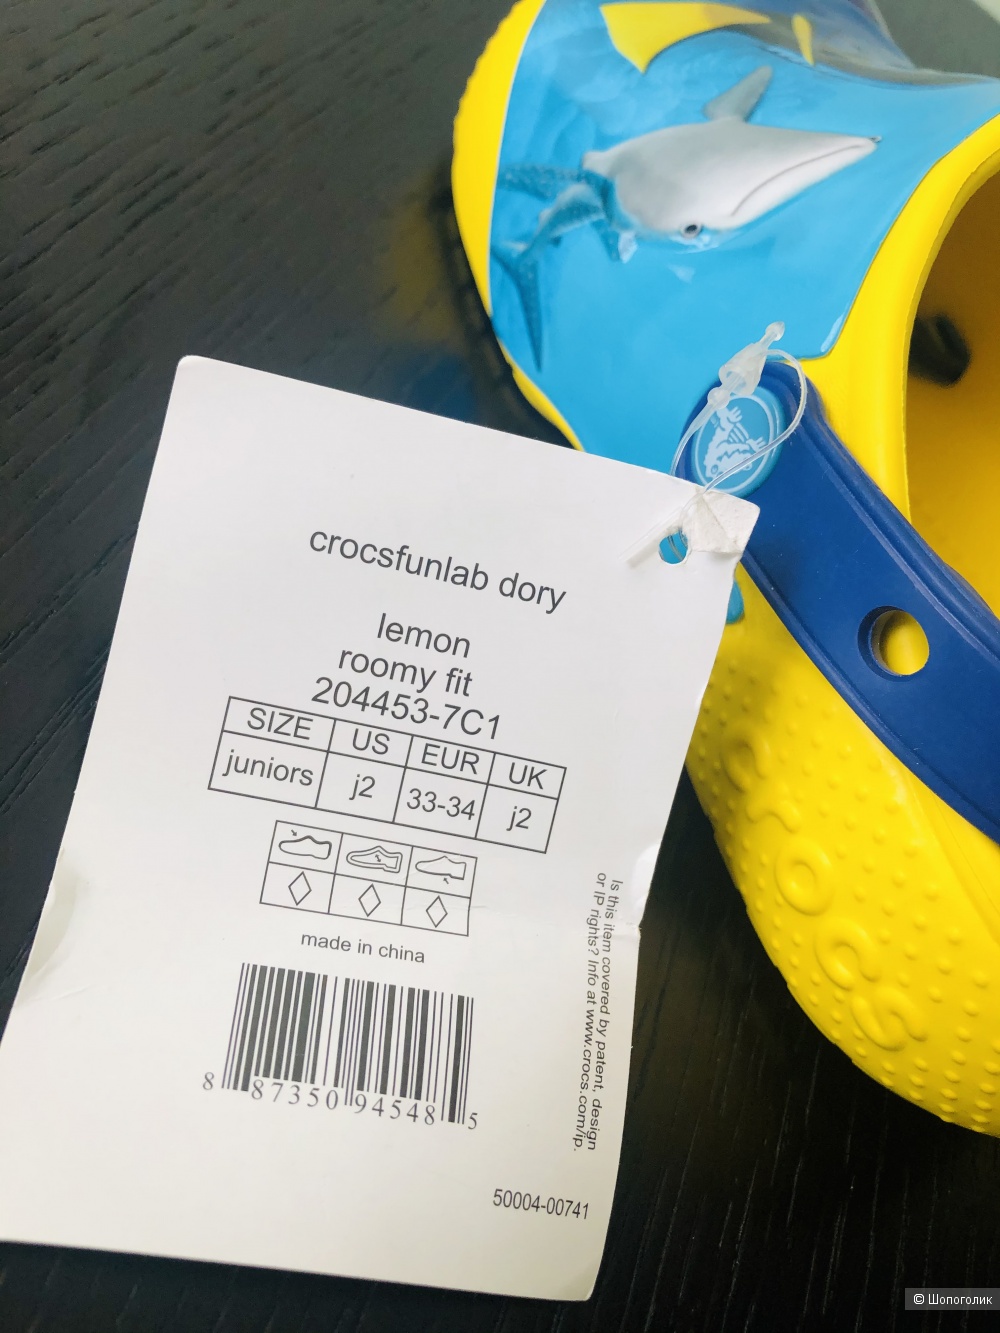 crocsfunlab dory
lemon
roomy fit
204453-7C1
SIZE US EUR UK
juniors j2 33-34 j2
made in china
8 87350 94548 5
Is this item covered by patent, design
or IP rights? Info at www.crocs.com/ip.
50004-00741
crocs
© Шопоголик